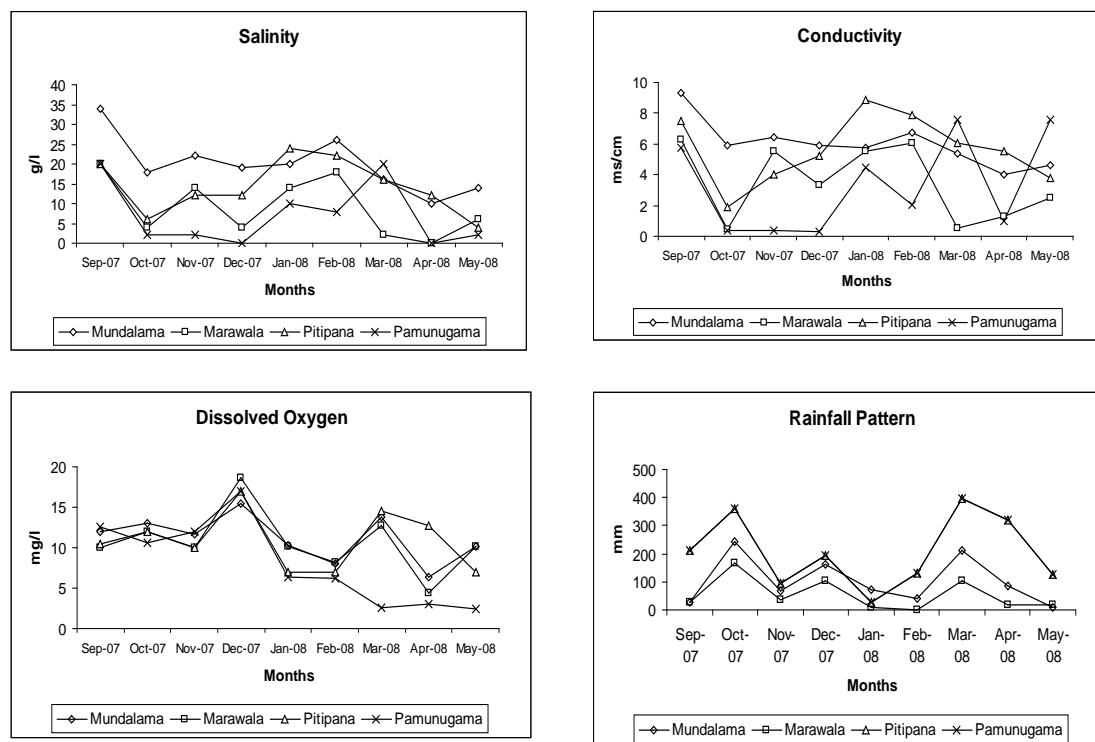 Salinity
40
35
30
25
20
15
10
5
0
g/l
Sep-07 Oct-07 Nov-07 Dec-07 Jan-08 Feb-08 Mar-08 Apr-08 May-08
Months
Mundalama Marawala Pitipana Pamunugama
Conductivity
10
8
6
4
2
0
ms/cm
Sep-07 Oct-07 Nov-07 Dec-07 Jan-08 Feb-08 Mar-08 Apr-08 May-08
Months
Mundalama Marawala Pitipana Pamunugama
Dissolved Oxygen
20
15
10
5
0
mg/l
Sep-07 Oct-07 Nov-07 Dec-07 Jan-08 Feb-08 Mar-08 Apr-08 May-08
Months
Mundalama Marawala Pitipana Pamunugama
Rainfall Pattern
500
400
300
200
100
0
mm
Sep- Oct- Nov- Dec- Jan- Feb- Mar- Apr- May-
07 07 07 07 08 08 08 08 08
Months
Mundalama Marawala Pitipana Pamunugama